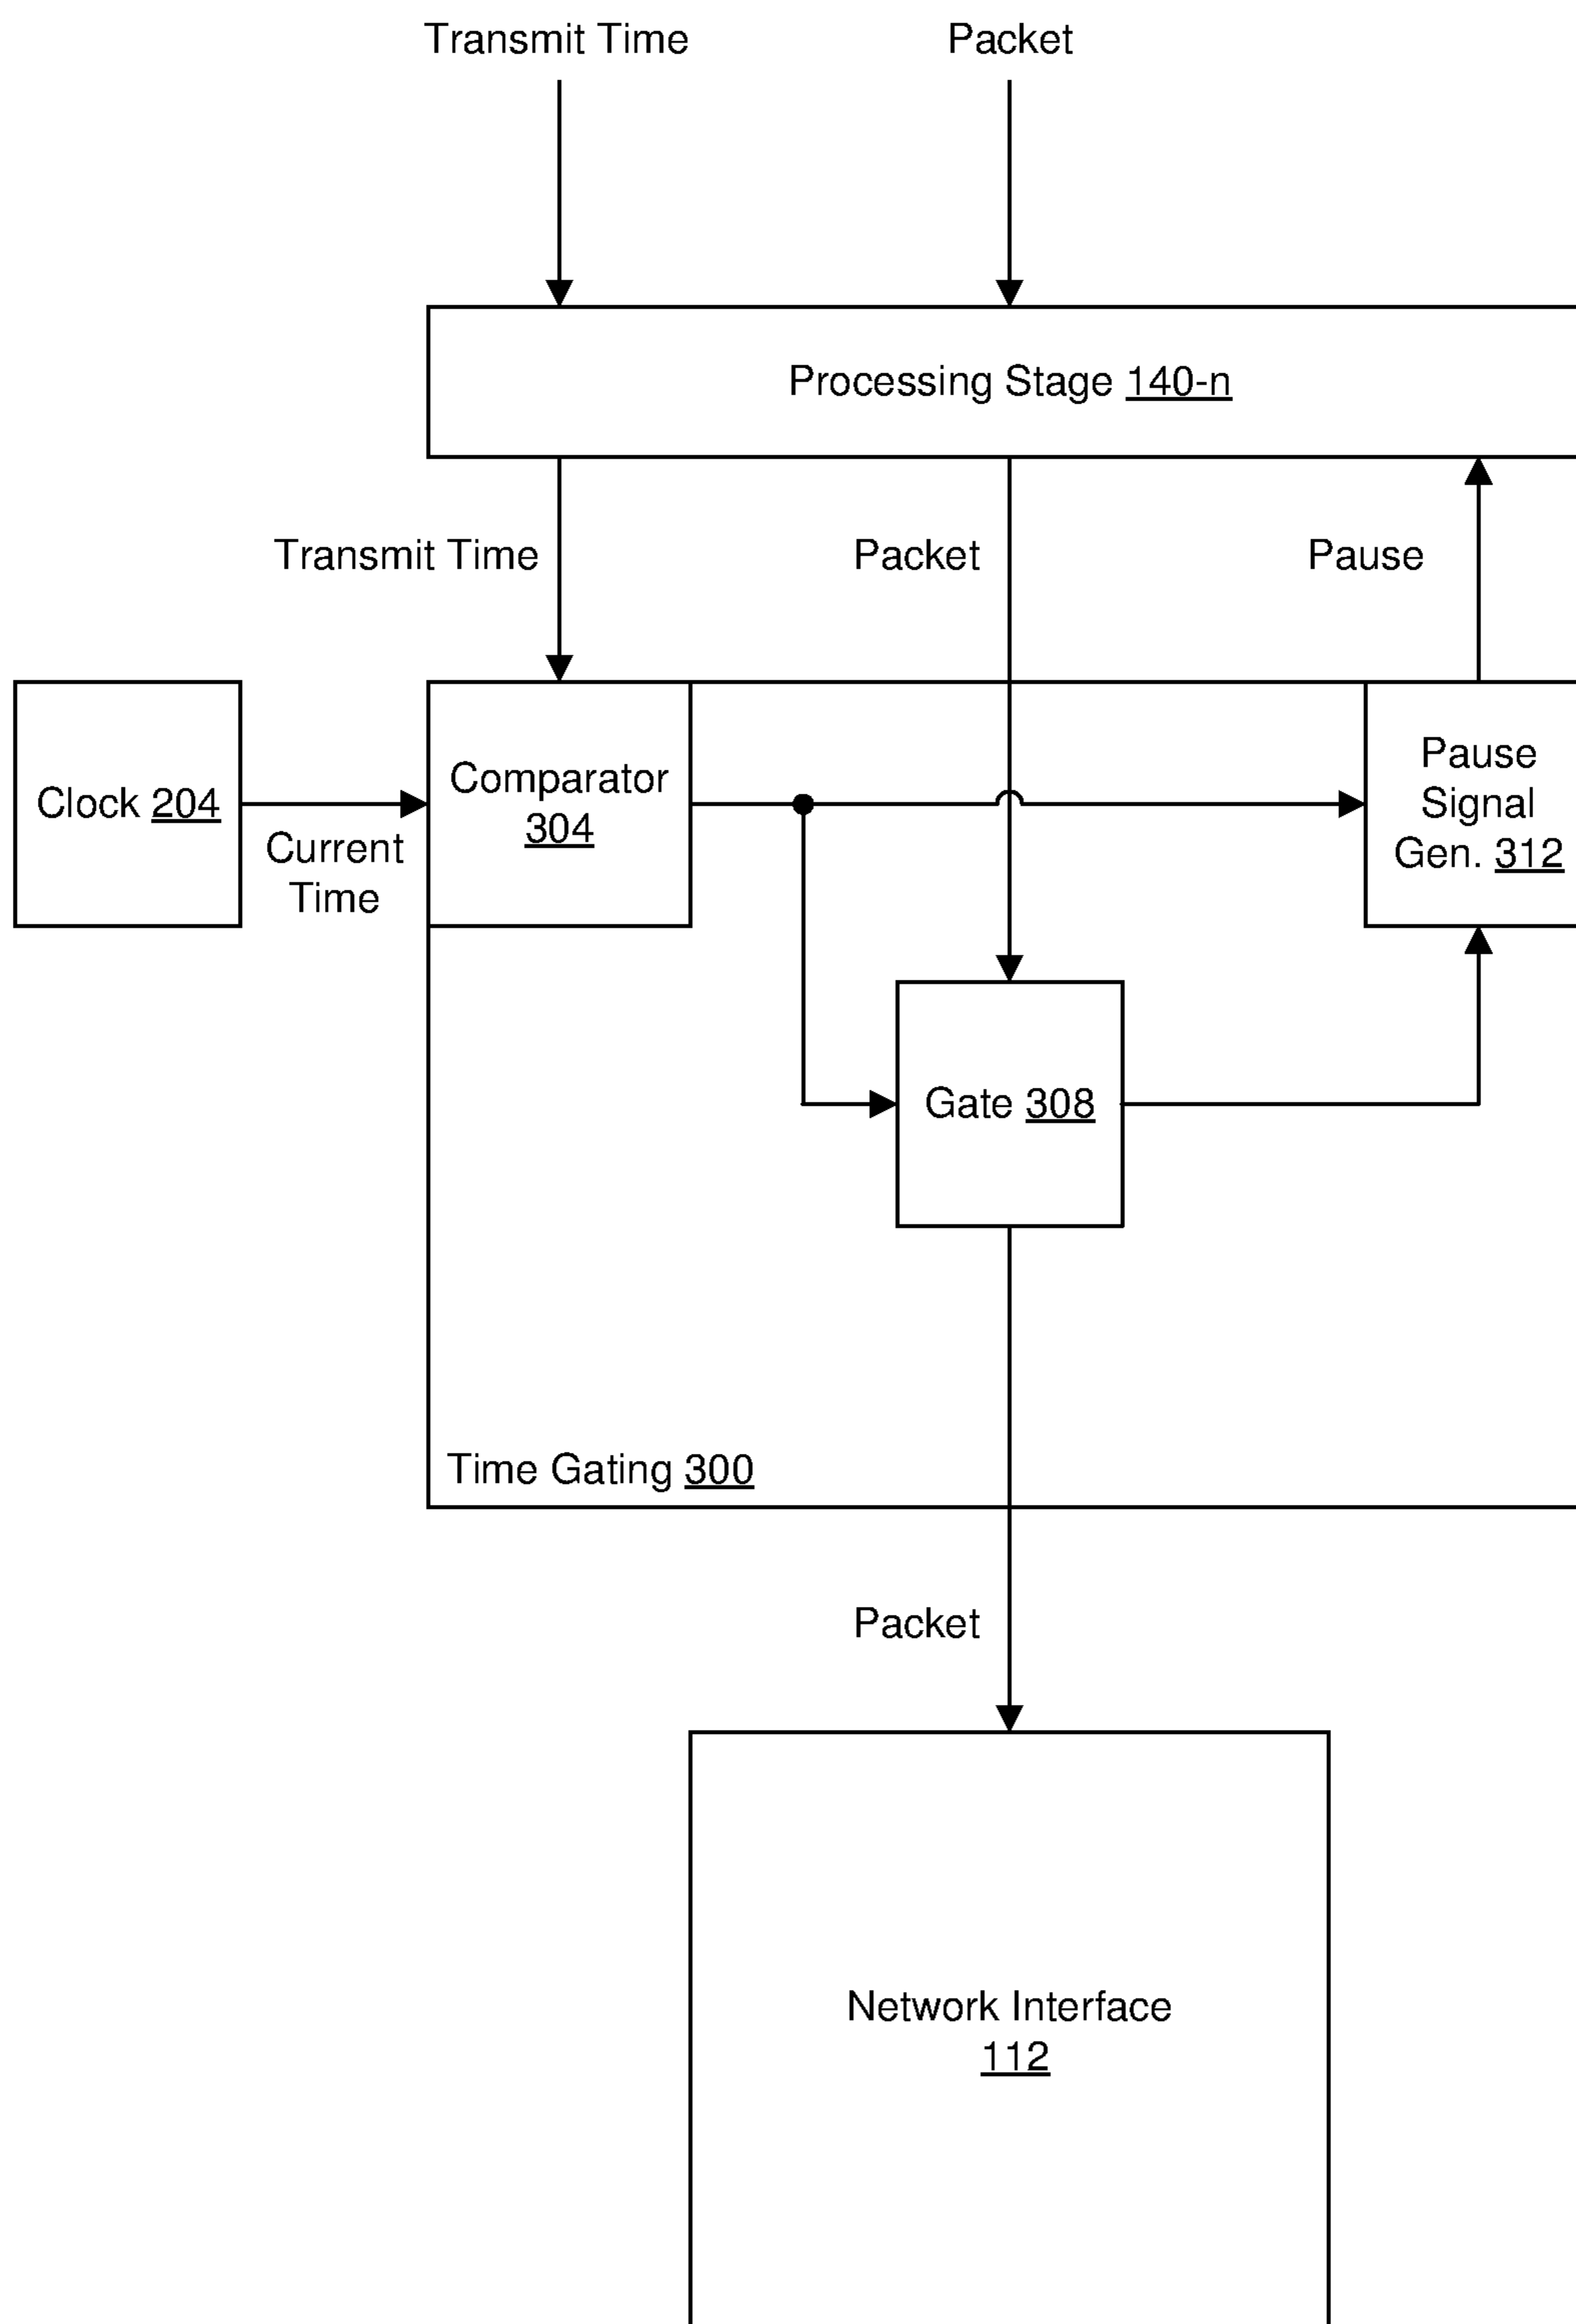 Transmit Time
Packet
Processing Stage 140-n
Transmit Time
Packet
Pause
Clock 204
Current
Time
Comparator
304
Pause
Signal
Gen. 312
Gate 308
Time Gating 300
Packet
Network Interface
112